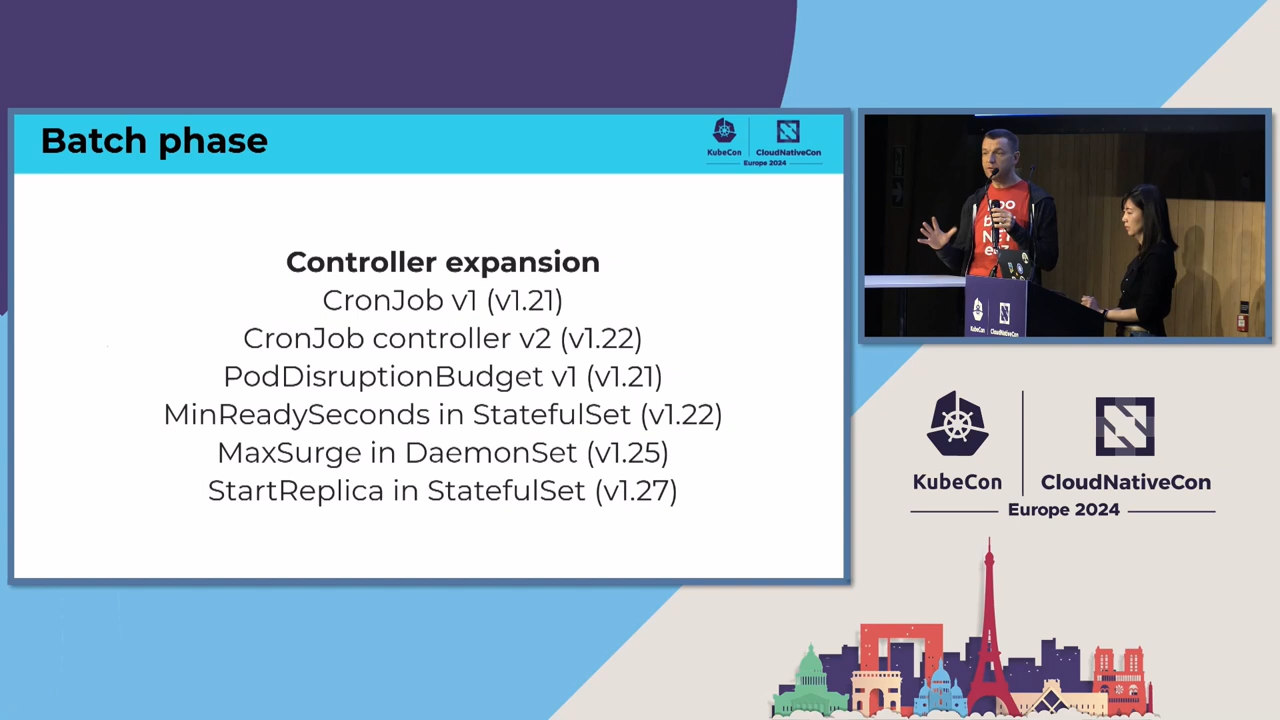 Batch phase
KubeCon
CloudNativeCon
Europe 2024
Controller expansion
CronJob v1 (v1.21)
CronJob controller v2 (v1.22)
PodDisruptionBudget v1 (v1.21)
MinReadySeconds in StatefulSet (v1.22)
MaxSurge in DaemonSet (v1.25)
StartReplica in StatefulSet (v1.27)
KubeCon
CloudNativeCon
Europe 2024